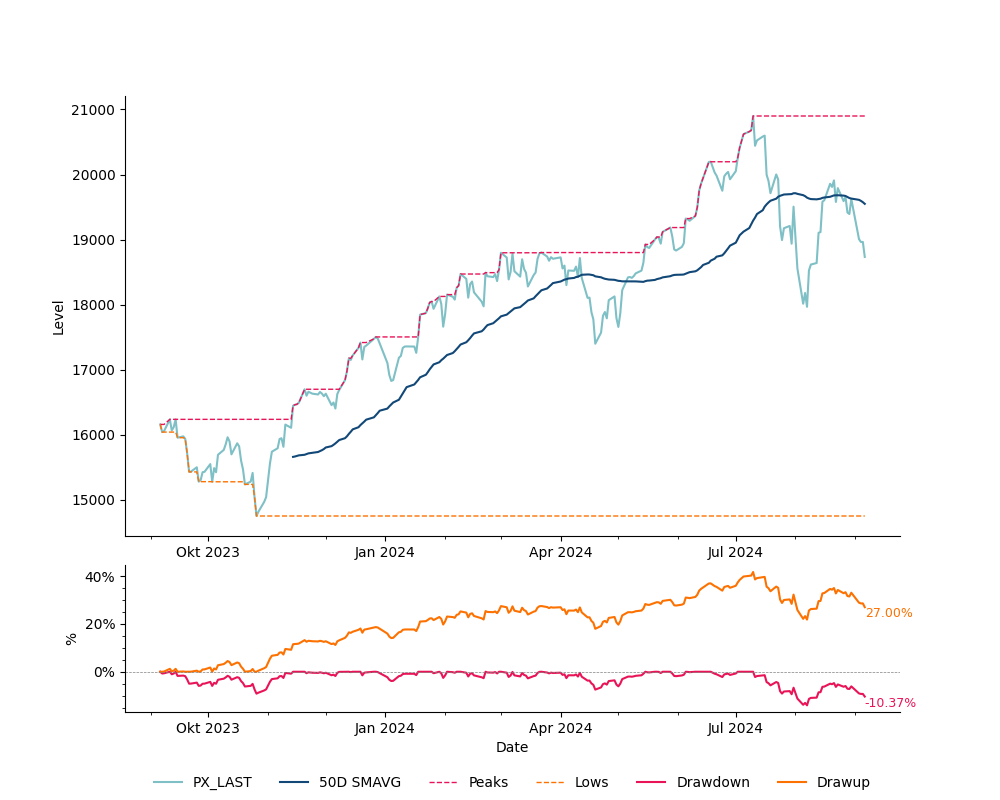 21000
20000
19000
18000
17000
16000
15000
Level
Okt 2023 Jan 2024 Apr 2024 Jul 2024
40%
20%
0%
%
27.00%
-10.37%
Okt 2023 Jan 2024 Apr 2024 Jul 2024
Date
PX_LAST 50D SMAVG Peaks Lows Drawdown Drawup